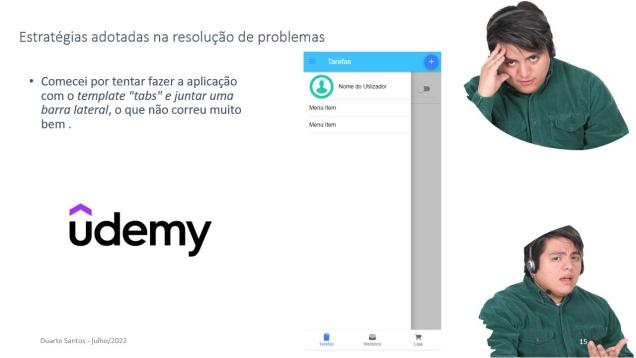 Estratégias adotadas na resolução de problemas
• Comecei por tentar fazer a aplicação
com o template "tabs" e juntar uma
barra lateral, o que não correu muito
bem .
Tarefas
+
Nome do Utilizador
Menu Item
Menu Item
udemy
Tarefas
Histórico
Loja
Duarte Santos - julho/2022
15